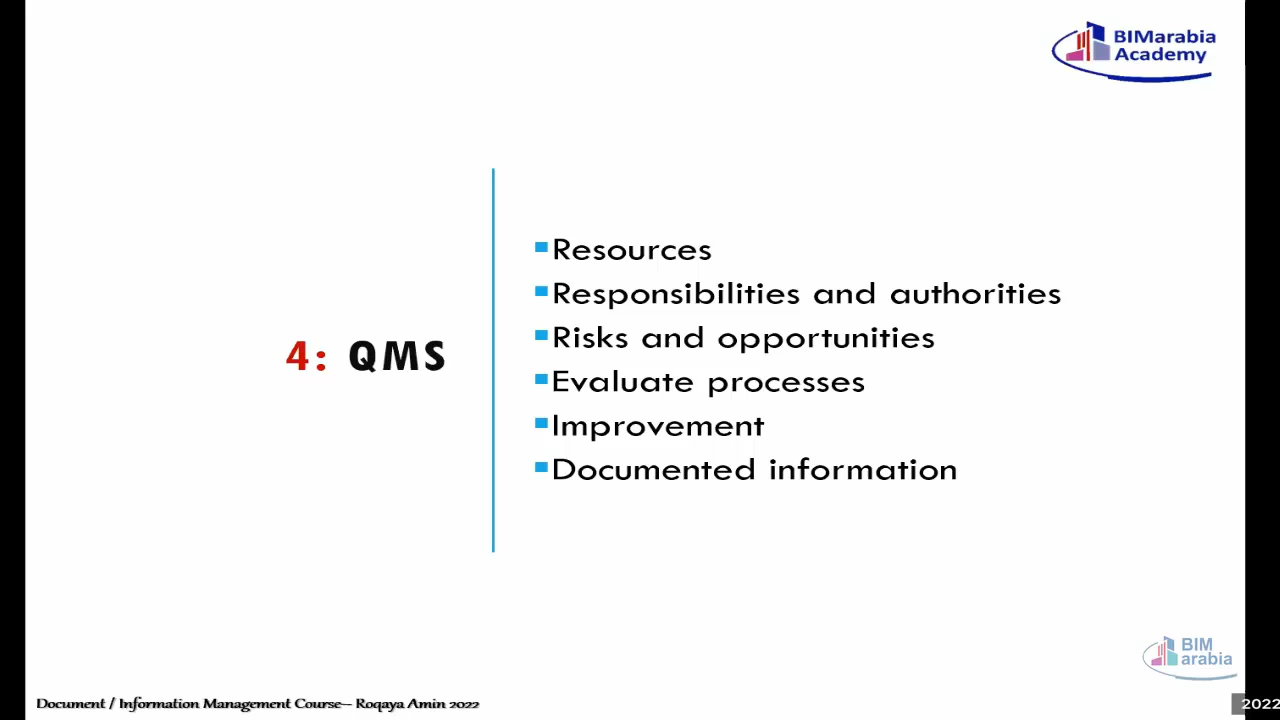 BIMarabia
Academy
4: QMS
Resources
Responsibilities and authorities
Risks and opportunities
Evaluate processes
Improvement
Documented information
BIM
arabia
Document / Information Management Course-- Roqaya Amin 2022
2022